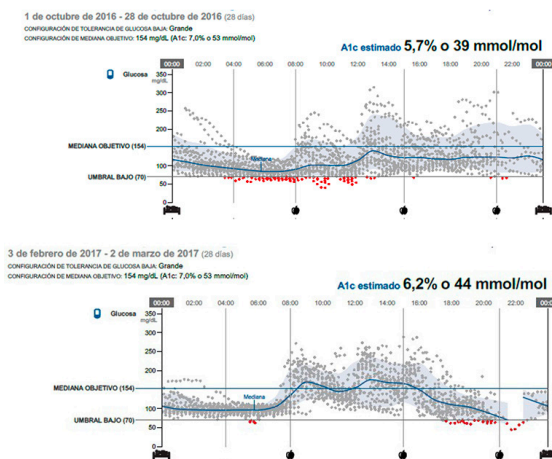 1 de octubre de 2016 - 28 de octubre de 2016 (28 días)
CONFIGURACIÓN DE TOLERANCIA DE GLUCOSA BAJA: Grande
CONFIGURACIÓN DE MEDIANA OBJETIVO: 154 mg/dL (A1c: 7,0% o 53 mmol/mol)
A1c estimado 5,7% o 39 mmol/mol
00:00 02:00 04:00 06:00 08:00 10:00 12:00 14:00 16:00 18:00 20:00 22:00 00:00
Glucosa 350
mg/dL
300
250
200
MEDIANA OBJETIVO (154) 150
Mediana
100
UMBRAL BAJO (70)
50
0
3 de febrero de 2017 - 2 de marzo de 2017 (28 días)
CONFIGURACIÓN DE TOLERANCIA DE GLUCOSA BAJA: Grande
CONFIGURACIÓN DE MEDIANA OBJETIVO: 154 mg/dL (A1c: 7,0% o 53 mmol/mol)
A1c estimado 6,2% o 44 mmol/mol
00:00 02:00 04:00 06:00 08:00 10:00 12:00 14:00 16:00 18:00 20:00 22:00 00:0
Glucosa 350
mg/dL
300
250
200
MEDIANA OBJETIVO (154) 150
Mediana
100
UMBRAL BAJO (70)
50
0